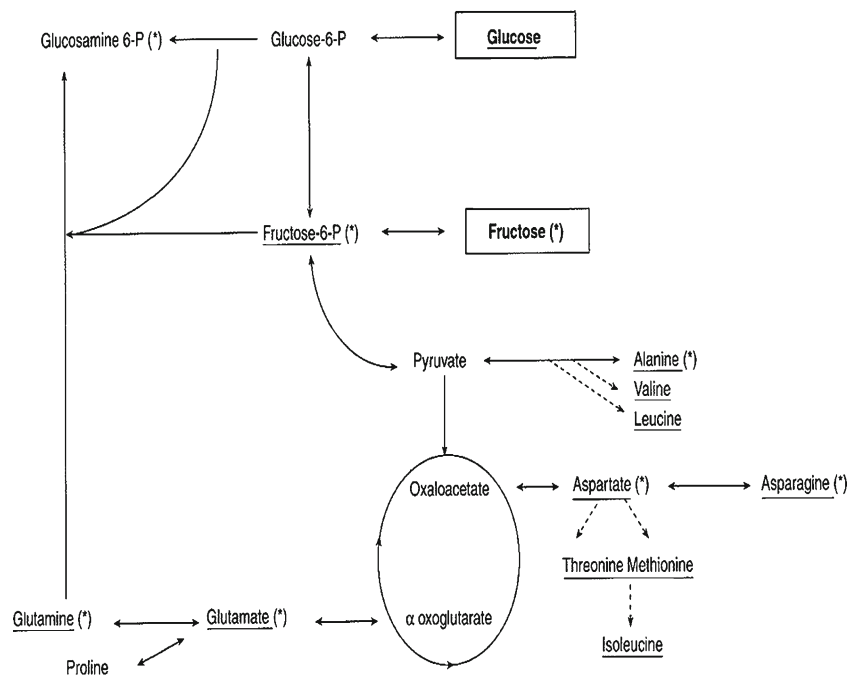 Glucosamine 6-P (*) Glucose-6-P Glucose
Fructose-6-P (*) Fructose (*)
Pyruvate Alanine (*)
Valine
Leucine
Oxaloacetate Aspartate (*) Asparagine (*)
Threonine Methionine
Glutamine (*) Glutamate (*) α oxoglutarate
Isoleucine
Proline